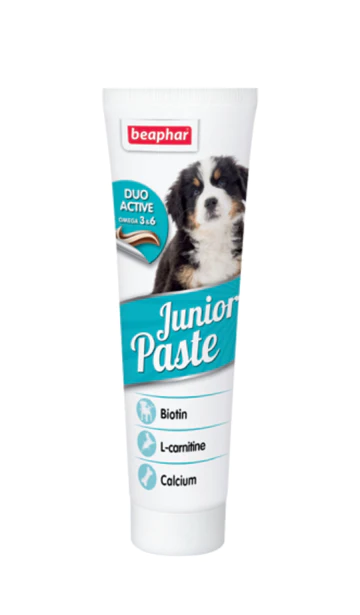 beaphar
DUO
ACTIVE
OMEGA 3&6
Junior
Paste
Biotin
L-carnitine
Calcium